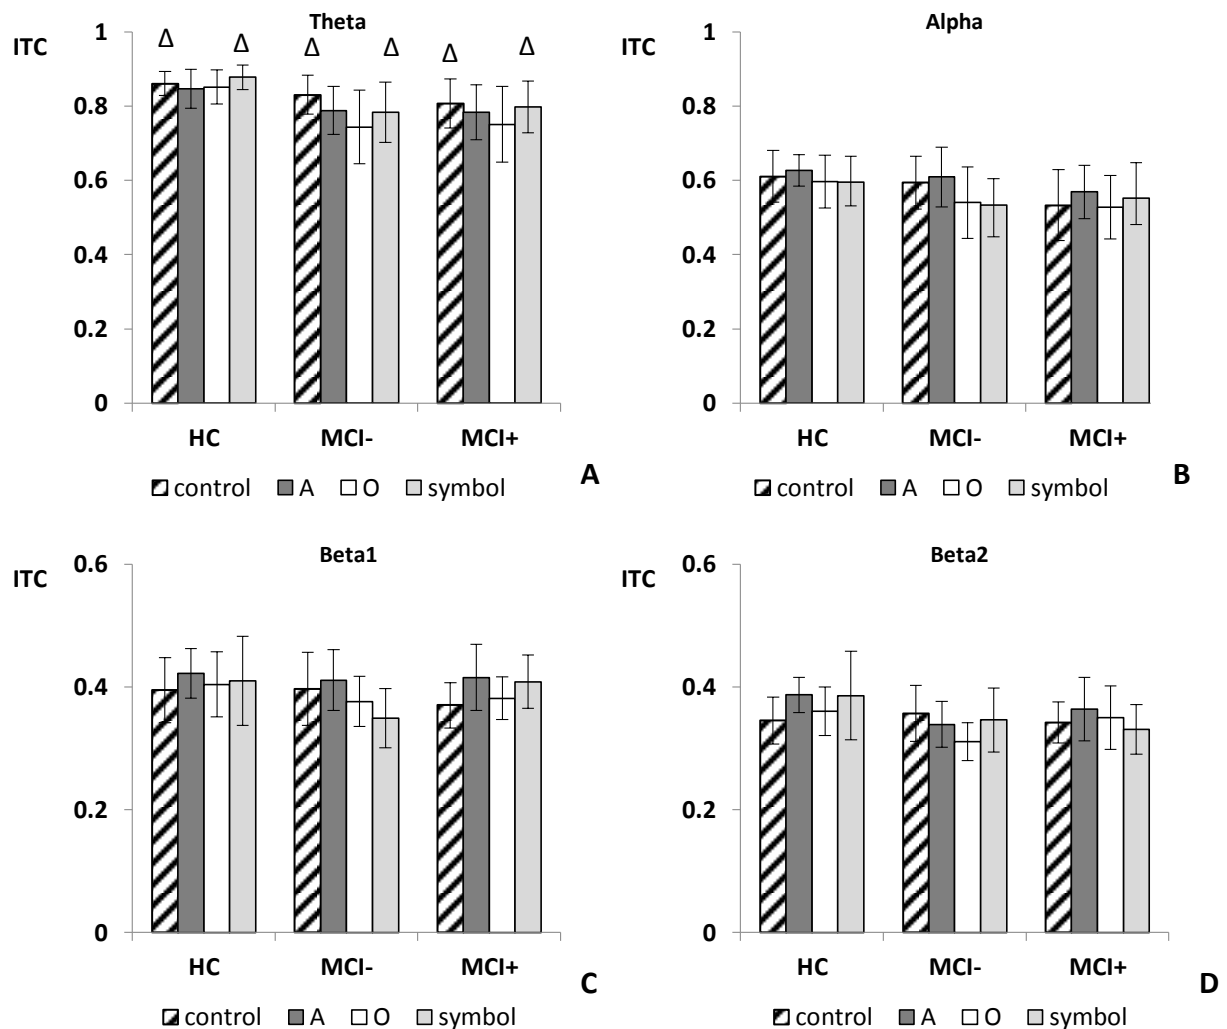 Theta
ITC
1
Δ Δ Δ Δ Δ Δ
0.8
0.6
0.4
0.2
0
HC MCI- MCI+
control A O symbol
A
Alpha
ITC
1
0.8
0.6
0.4
0.2
0
HC MCI- MCI+
control A O symbol
B
Beta1
ITC
0.6
0.4
0.2
0
HC MCI- MCI+
control A O symbol
C
Beta2
ITC
0.6
0.4
0.2
0
HC MCI- MCI+
control A O symbol
D